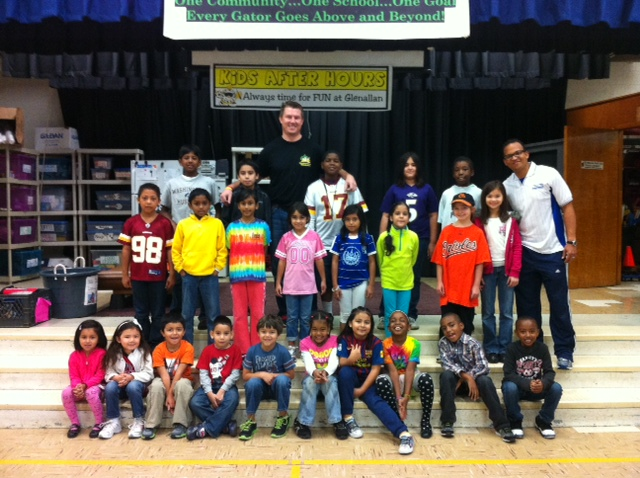 One Community...One School...One Goal
Every Gator Goes Above and Beyond!
KiDS AFTER HOURS
Always time for FUN at Glenallan
98
17
Orioles
00